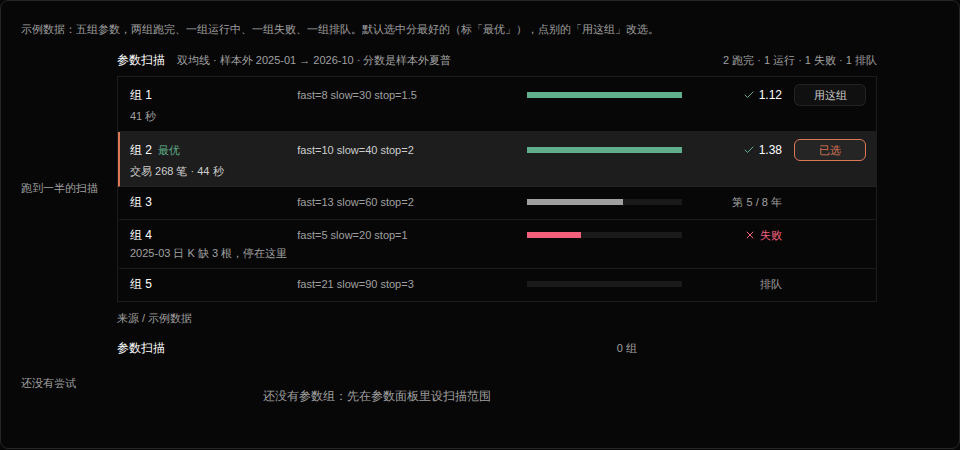 示例数据：五组参数，两组跑完、一组运行中、一组失败、一组排队。默认选中分最好的（标「最优」），点别的「用这组」改选。
参数扫描 双均线 · 样本外 2025-01 → 2026-10 · 分数是样本外夏普 2 跑完 · 1 运行 · 1 失败 · 1 排队
组 1 fast=8 slow=30 stop=1.5 1.12 用这组
41 秒
组 2 最优 fast=10 slow=40 stop=2 1.38 已选
交易 268 笔 · 44 秒
跑到一半的扫描
组 3 fast=13 slow=60 stop=2 第 5 / 8 年
组 4 fast=5 slow=20 stop=1 失败
2025-03 日 K 缺 3 根，停在这里
组 5 fast=21 slow=90 stop=3 排队
来源 / 示例数据
参数扫描 0 组
还没有尝试
还没有参数组：先在参数面板里设扫描范围